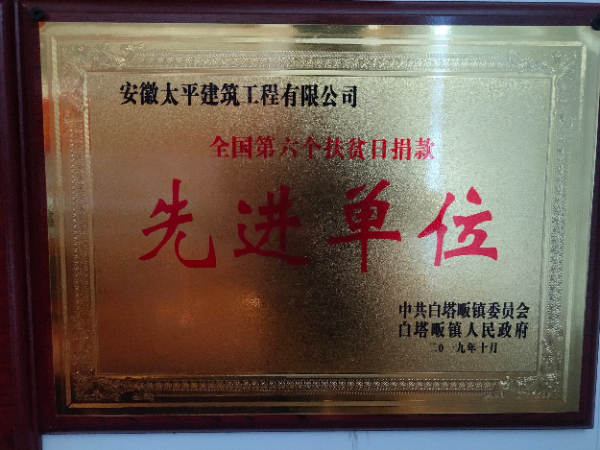 安徽太平建筑工程有限公司
全国第六个扶贫日捐款
先进单位
中共白塔畈镇委员会
白塔畈镇人民政府
二0一九年十月